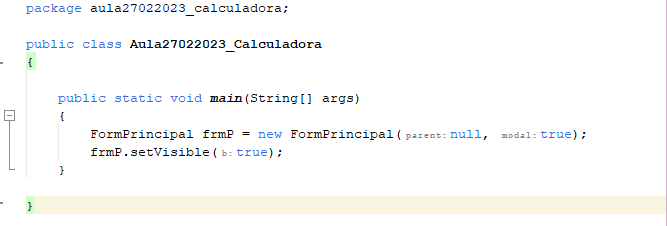 package aula27022023_calculadora;
public class Aula27022023_Calculadora
{
public static void main(String[] args)
{
FormPrincipal frmP = new FormPrincipal(parent:null, modal:true);
frmP.setVisible(b:true);
}
}